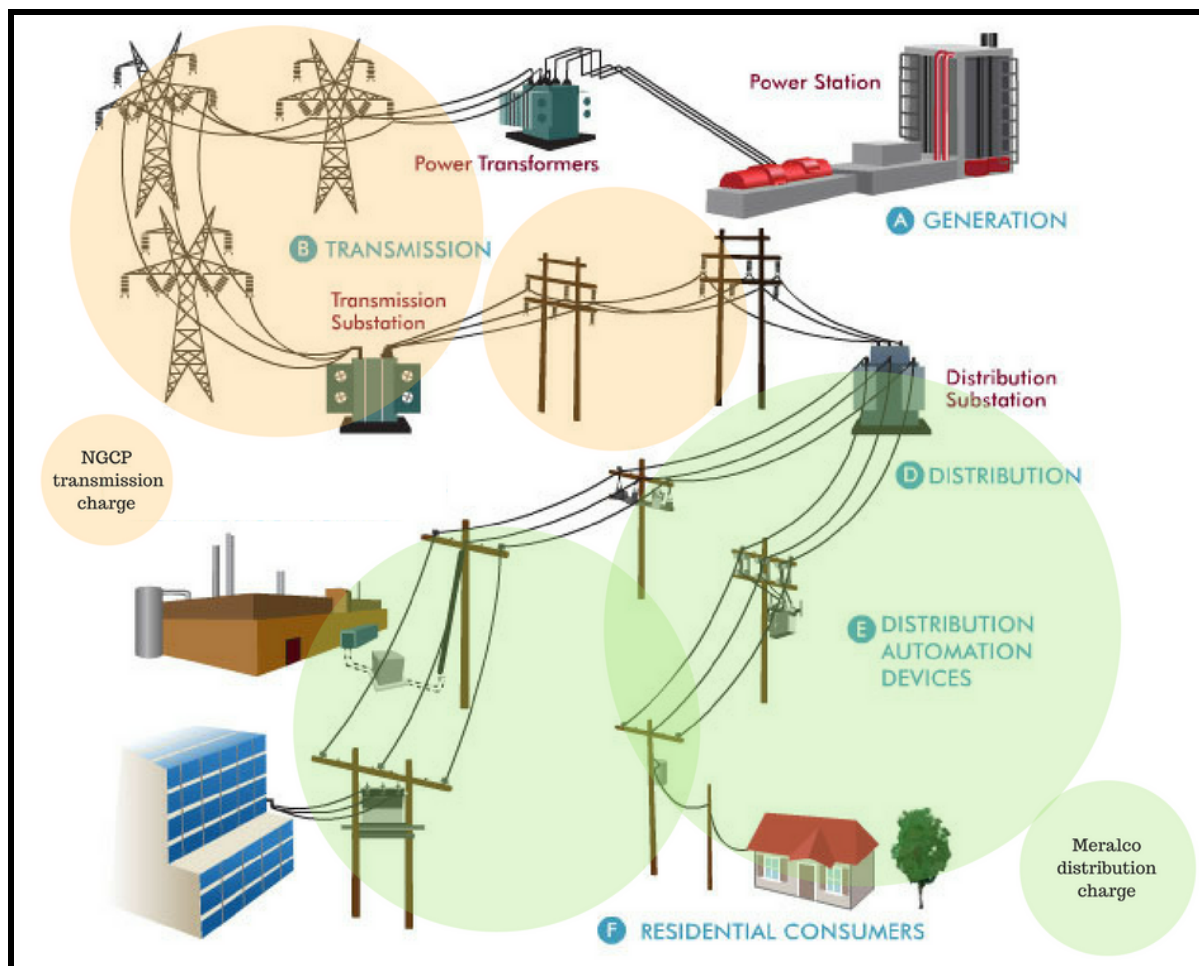 Power Station
Power Transformers
A GENERATION
B TRANSMISSION
Transmission
Substation
Distribution
Substation
NGCP
transmission
charge
D DISTRIBUTION
E DISTRIBUTION
AUTOMATION
DEVICES
Meralco
distribution
charge
F RESIDENTIAL CONSUMERS